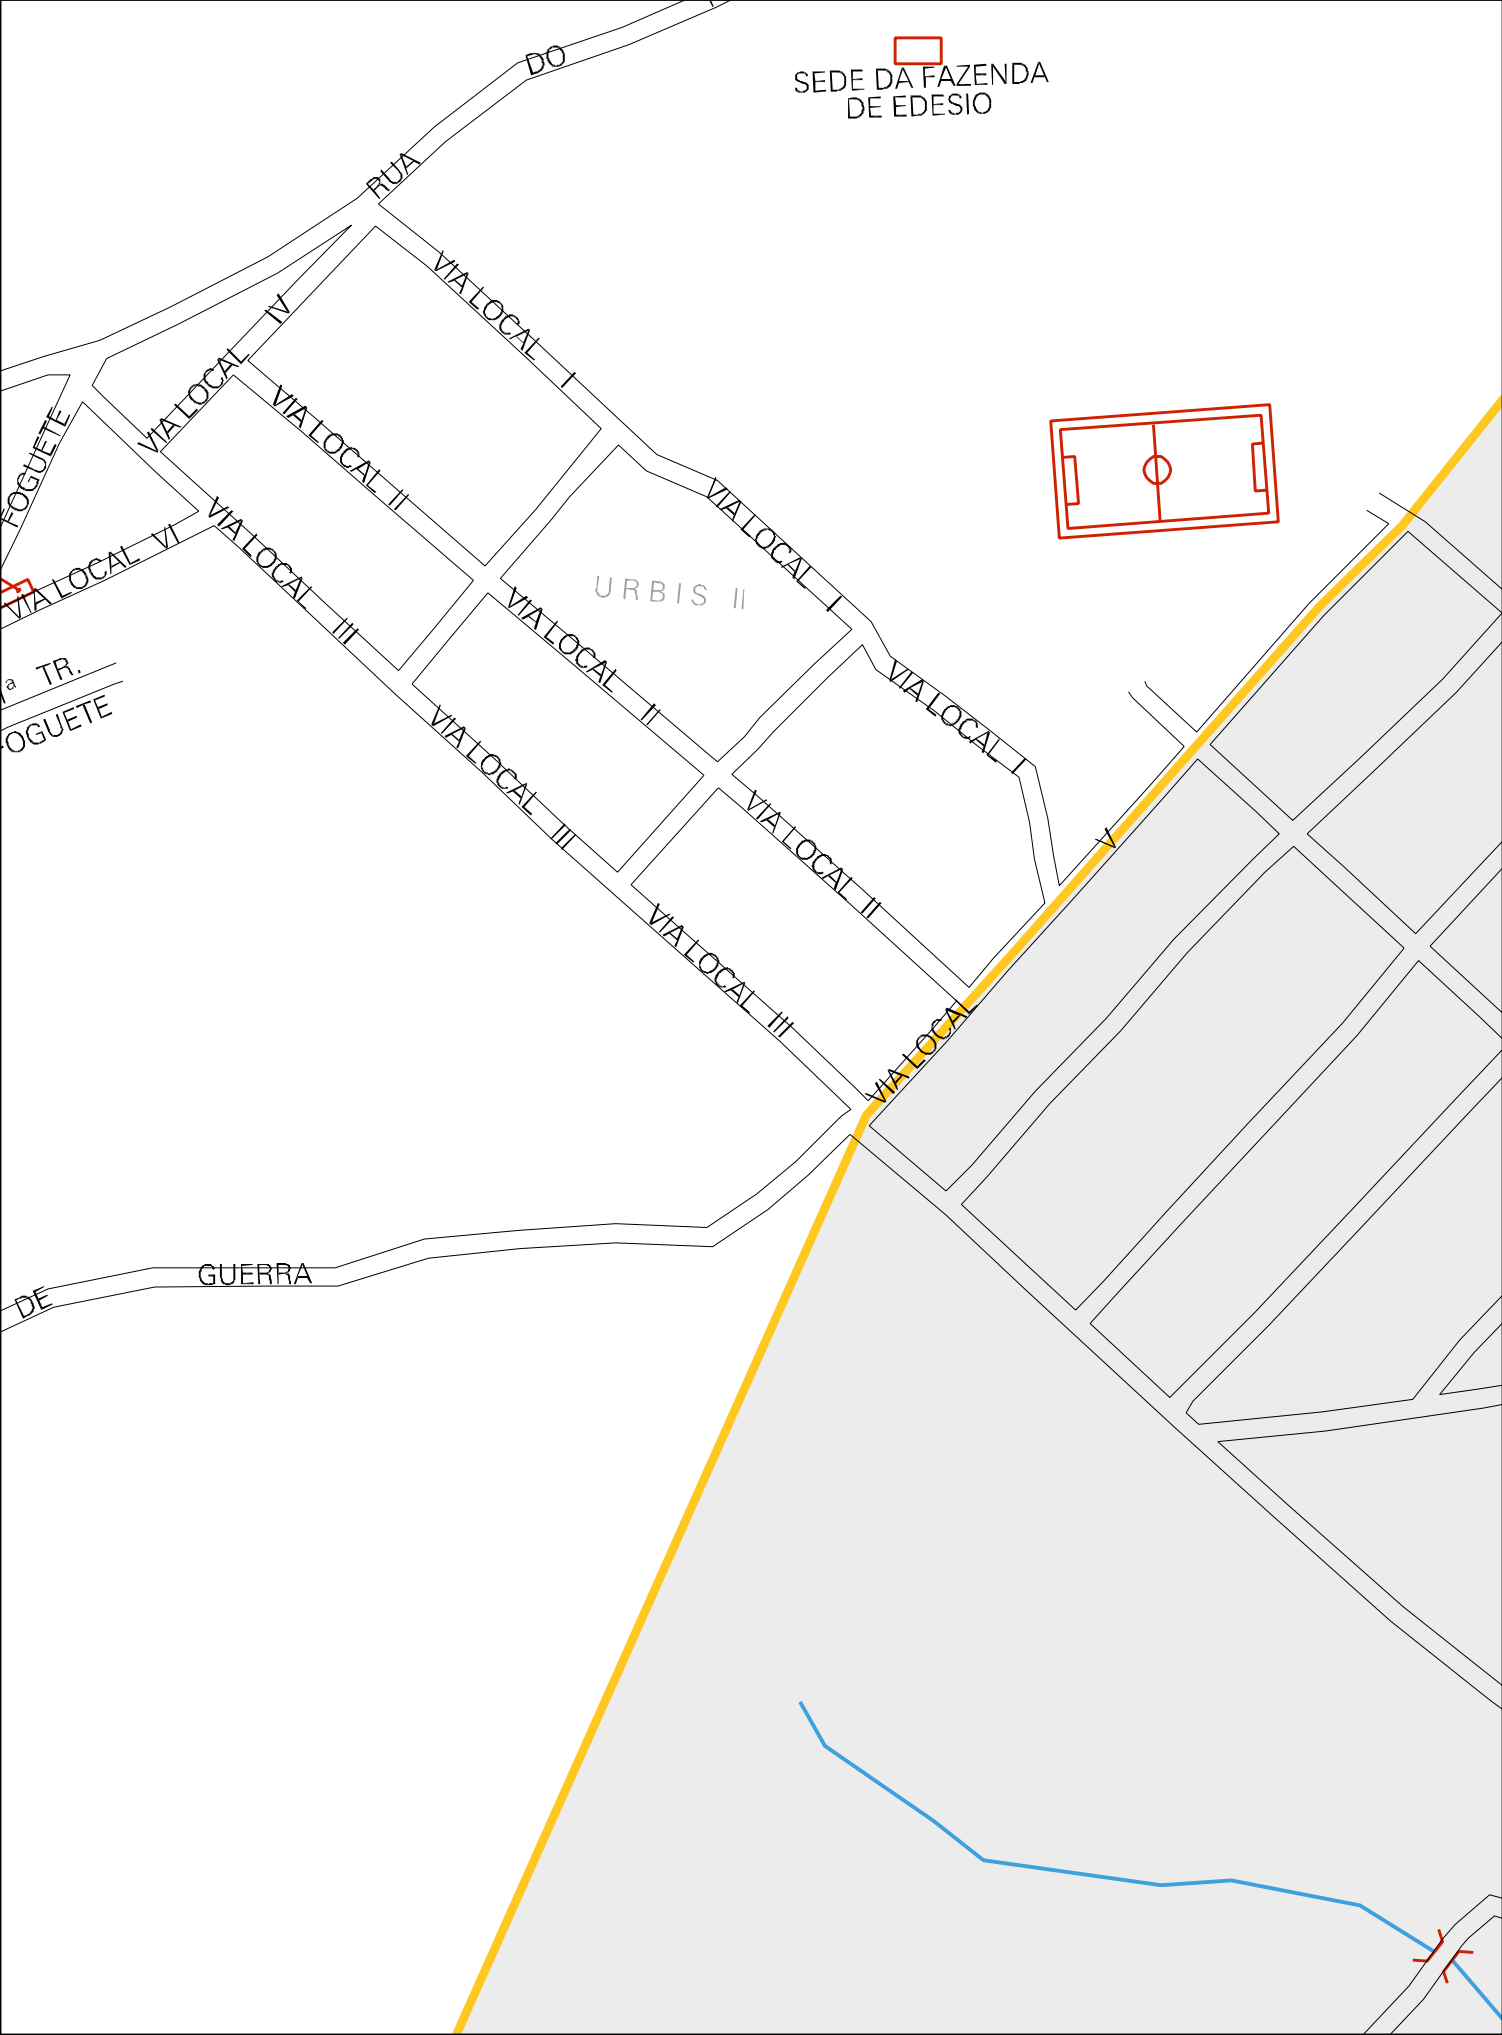 DO
SEDE DA FAZENDA
DE EDESIO
RUA
VIA LOCAL I
VIA LOCAL IV
VIA LOCAL II
FOGUETE
VIA LOCAL I
VIA LOCAL III
VIA LOCAL VI
URBIS II
VIA LOCAL II
ª TR.
OGUETE
VIA LOCAL I
VIA LOCAL III
VIA LOCAL II
VIA LOCAL V
VIA LOCAL III
DE GUERRA